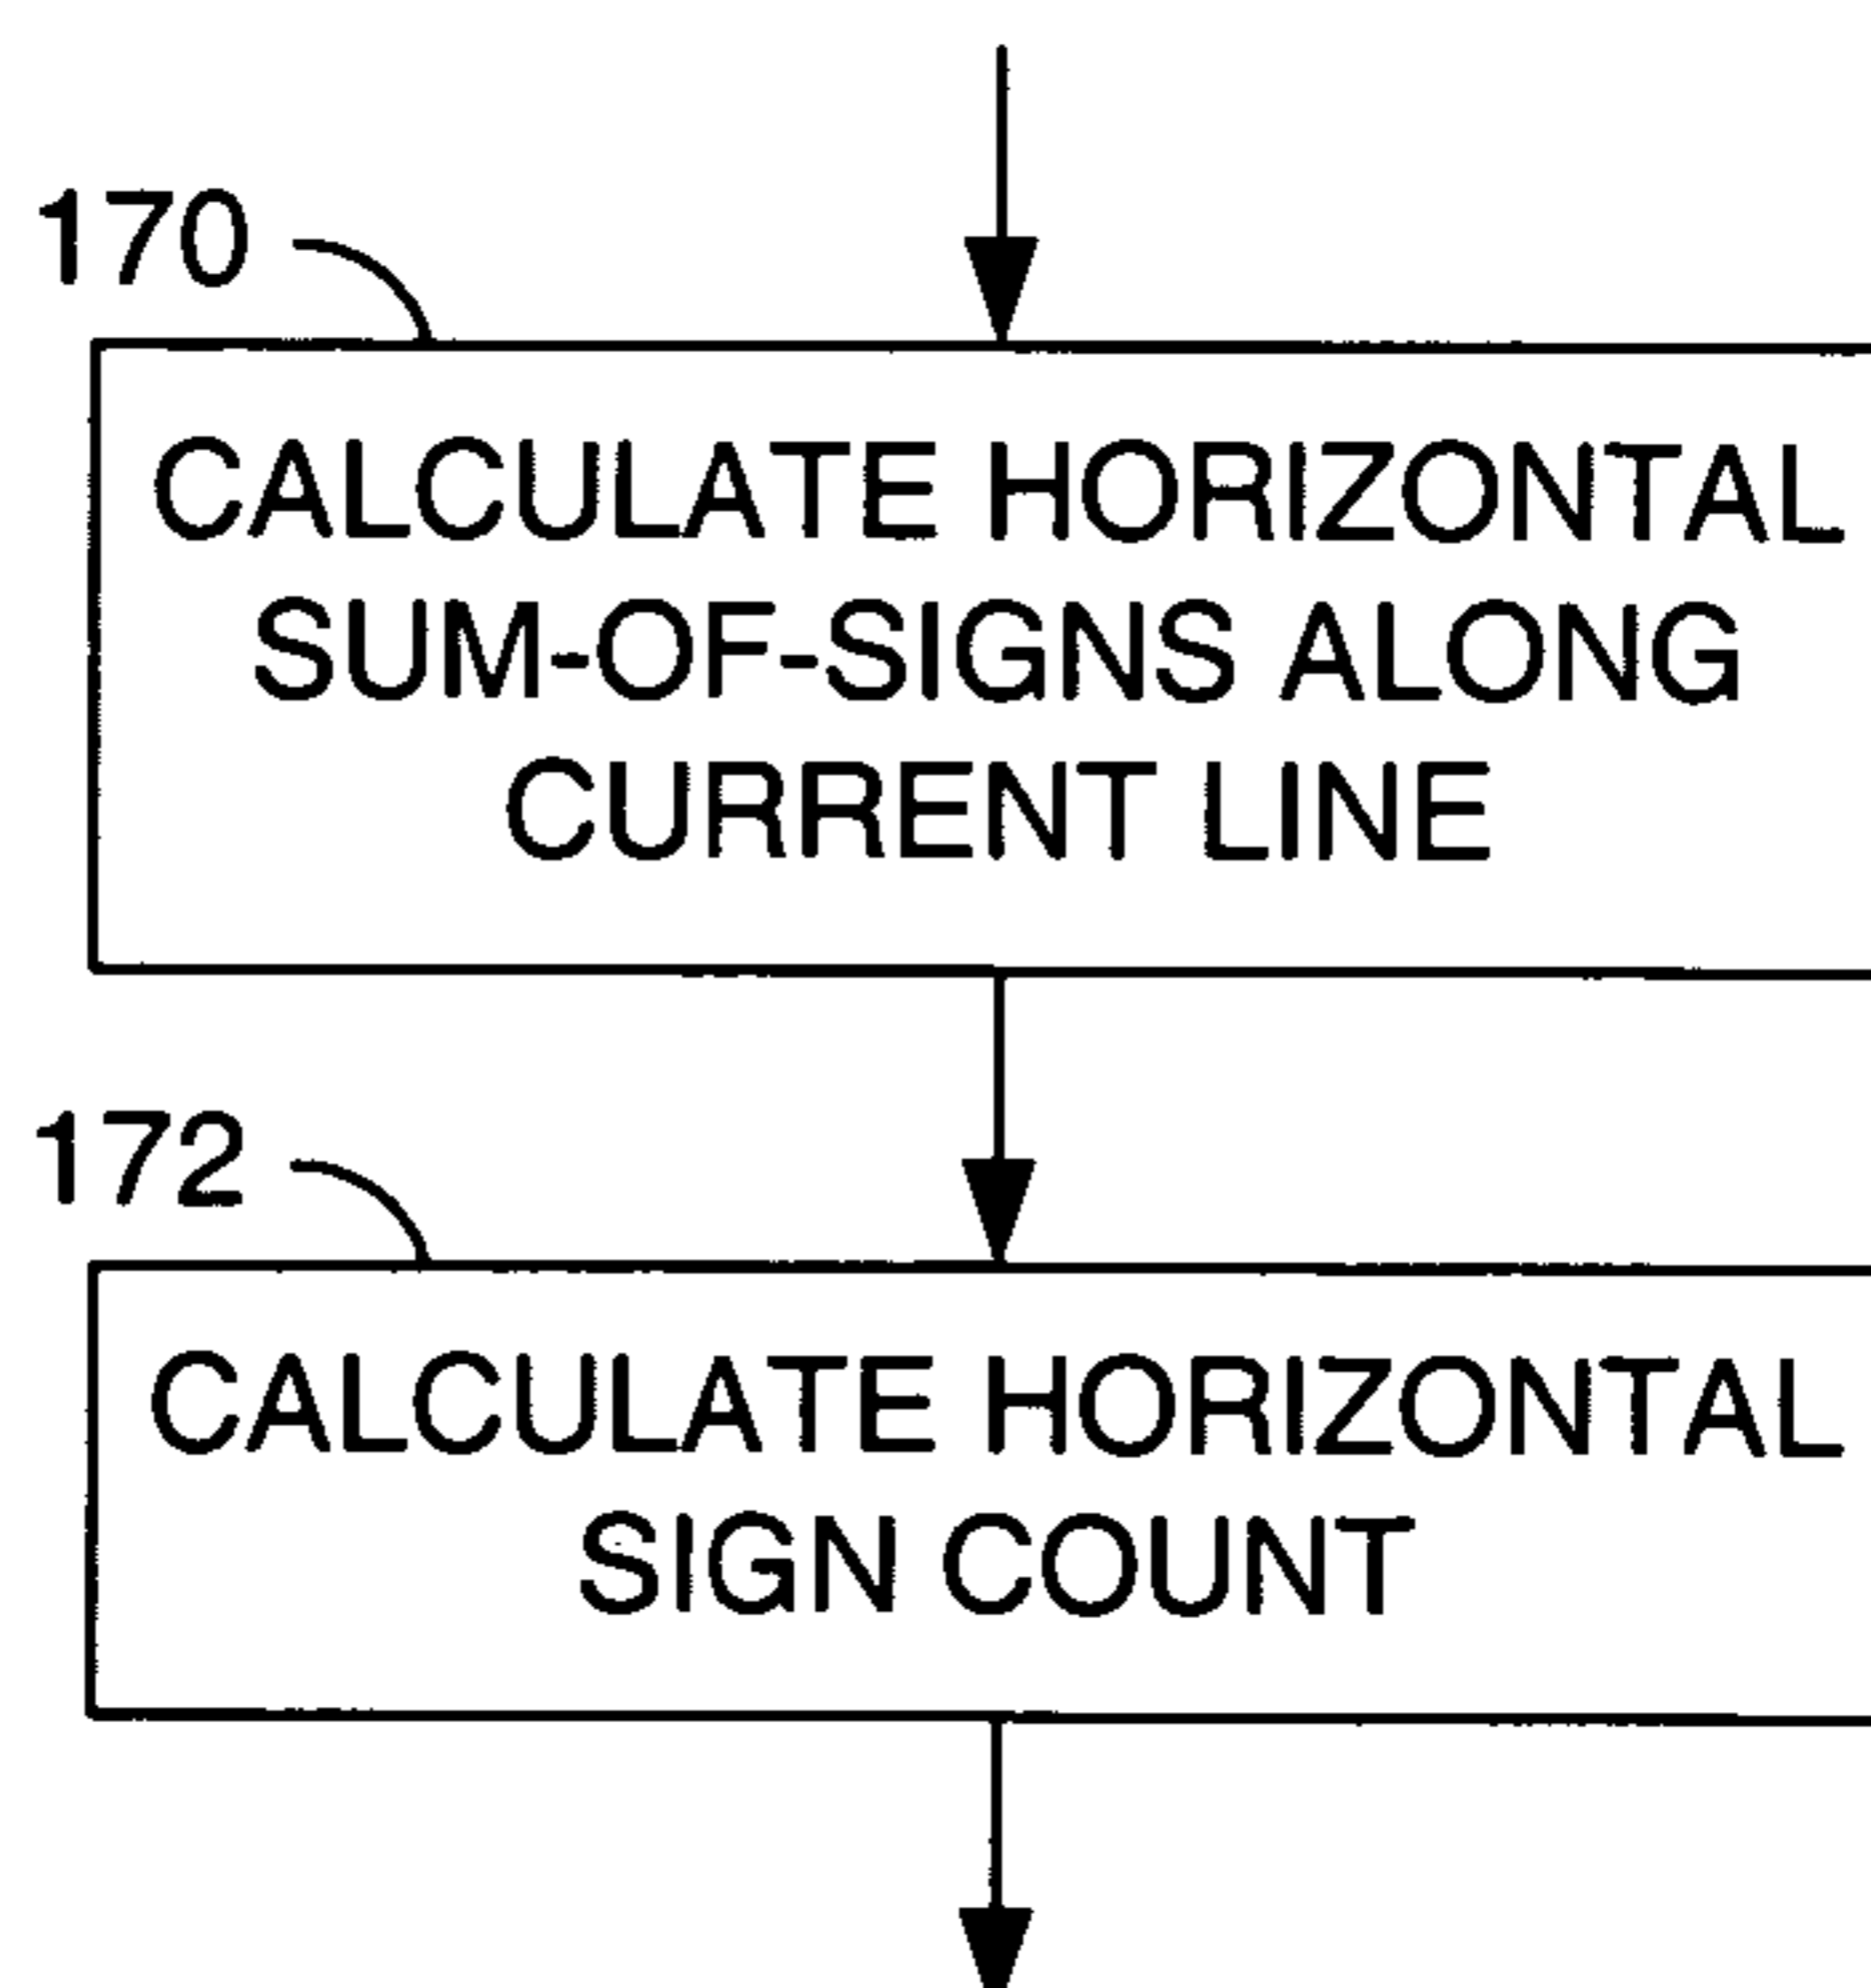 170
CALCULATE HORIZONTAL
SUM-OF-SIGNS ALONG
CURRENT LINE
172
CALCULATE HORIZONTAL
SIGN COUNT